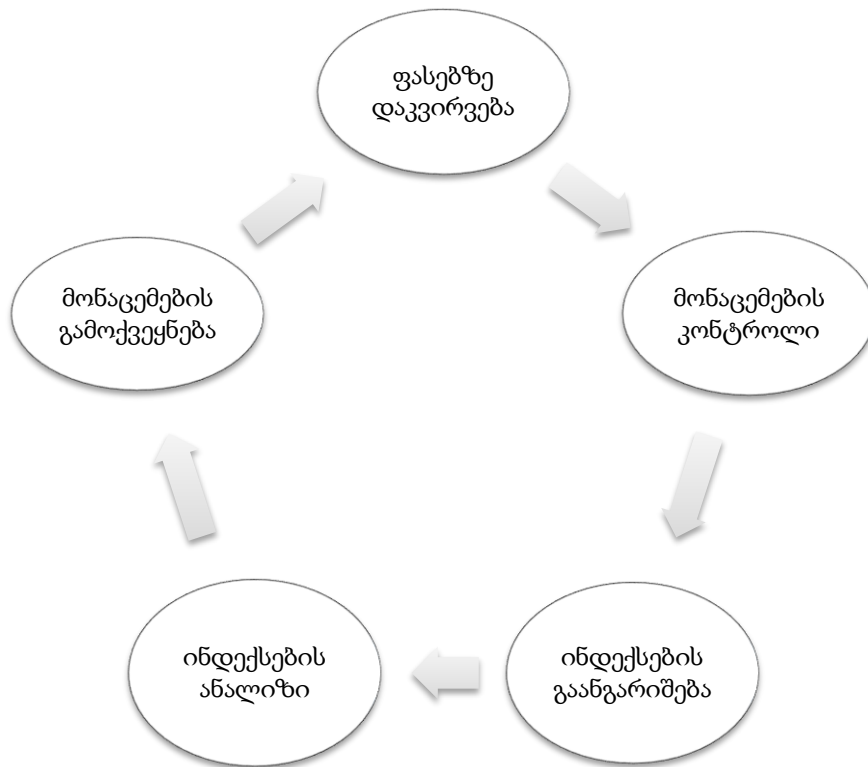 ფასებზე
დაკვირვება
მონაცემების
კონტროლი
ინდექსების
გაანგარიშება
ინდექსების
ანალიზი
მონაცემების
გამოქვეყნება